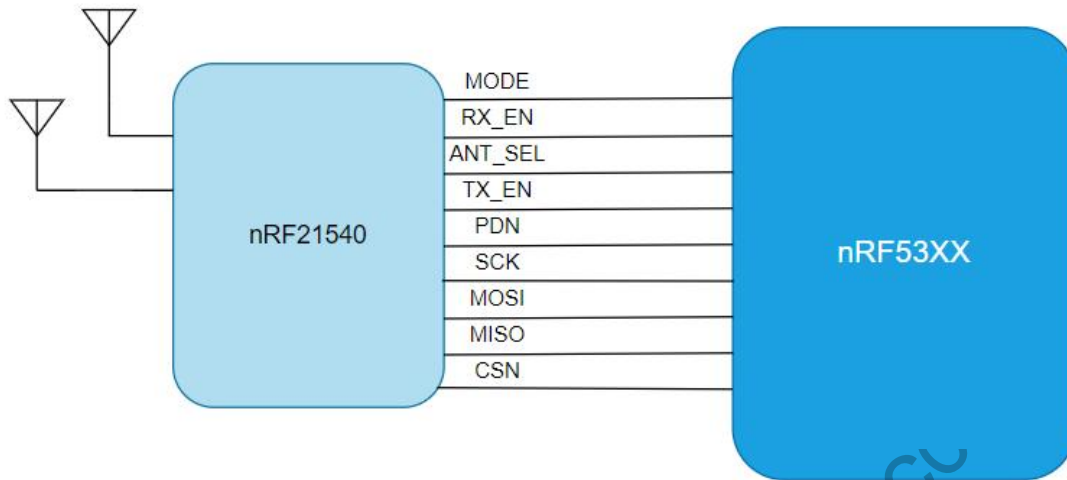 MODE
RX_EN
ANT_SEL
TX_EN
PDN
SCK
MOSI
MISO
CSN
nRF21540
nRF53XX